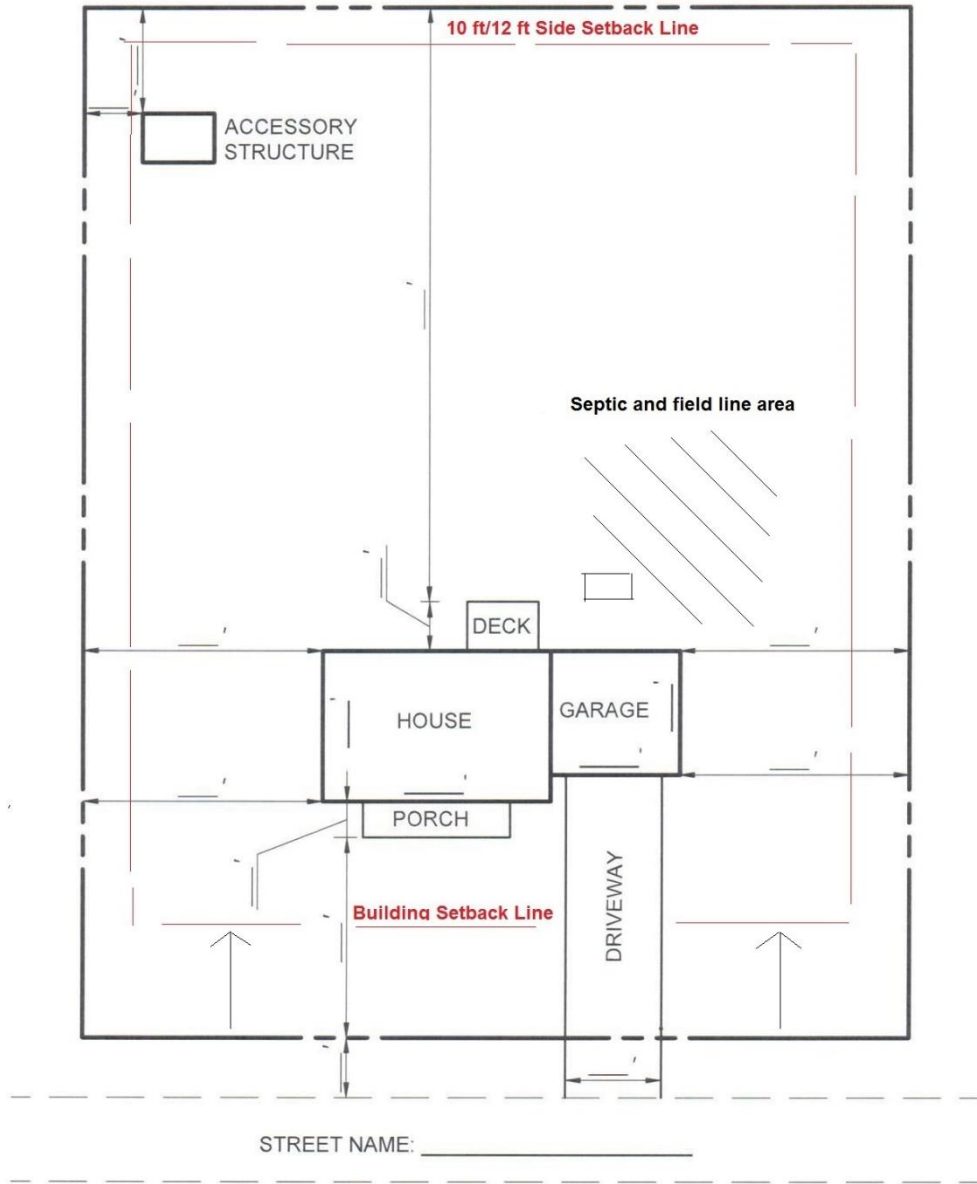 10 ft/12 ft Side Setback Line
ACCESSORY
STRUCTURE
Septic and field line area
DECK
HOUSE
GARAGE
PORCH
Building Setback Line
DRIVEWAY
STREET NAME: